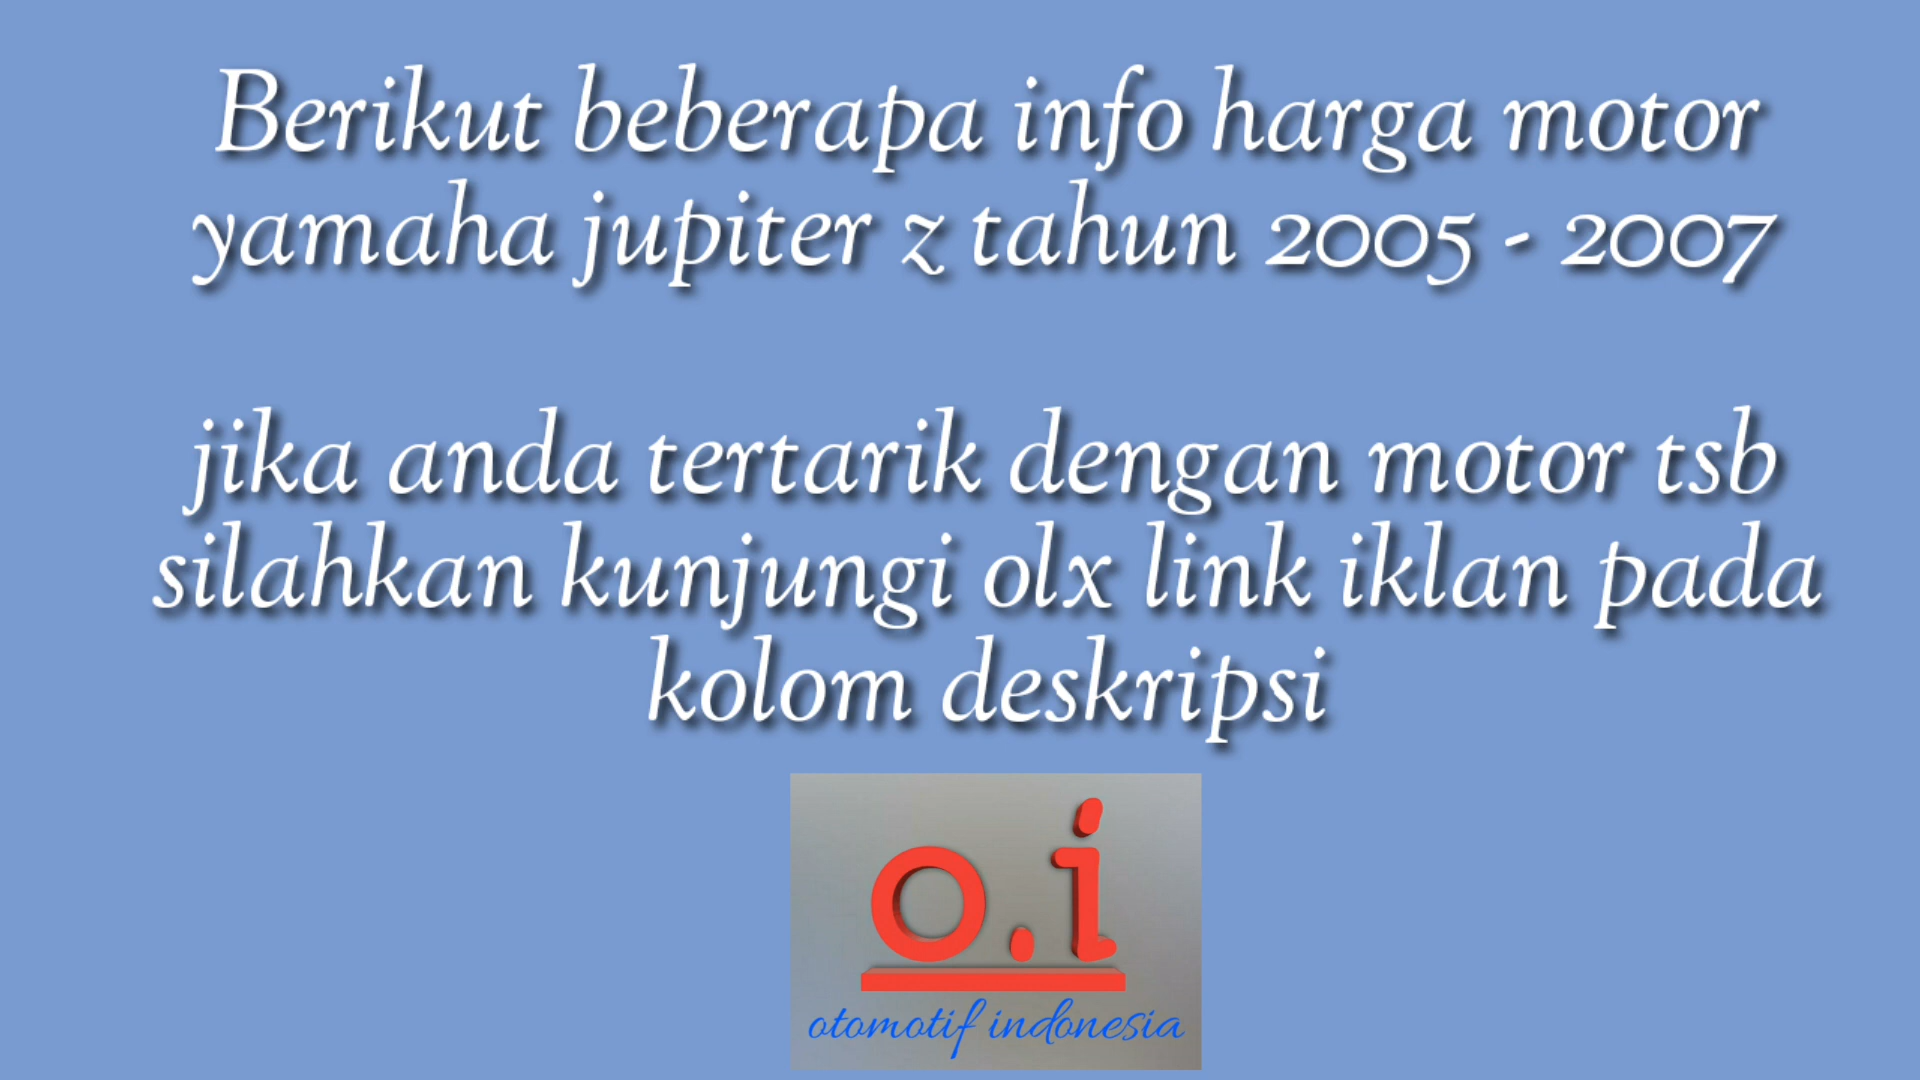 Berikut beberapa info harga motor
yamaha jupiter z tahun 2005 - 2007
jika anda tertarik dengan motor tsb
silahkan kunjungi olx link iklan pada
kolom deskripsi
o.i
otomotif indonesia